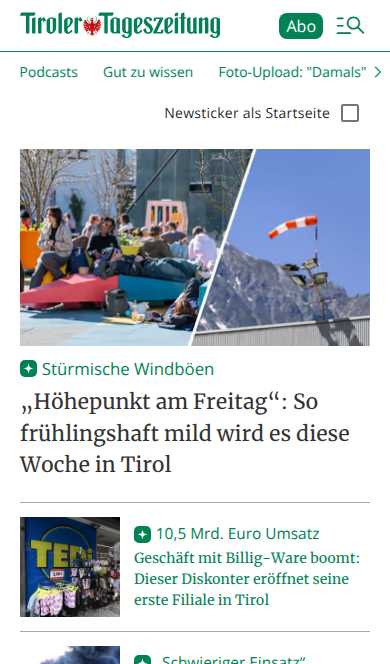 Tiroler Tageszeitung
Abo
Podcasts Gut zu wissen Foto-Upload: "Damals"
Newsticker als Startseite
Stürmische Windböen
„Höhepunkt am Freitag“: So
frühlingshaft mild wird es diese
Woche in Tirol
TEDi
10,5 Mrd. Euro Umsatz
Geschäft mit Billig-Ware boomt:
Dieser Diskonter eröffnet seine
erste Filiale in Tirol
„Schwieriger Einsatz“